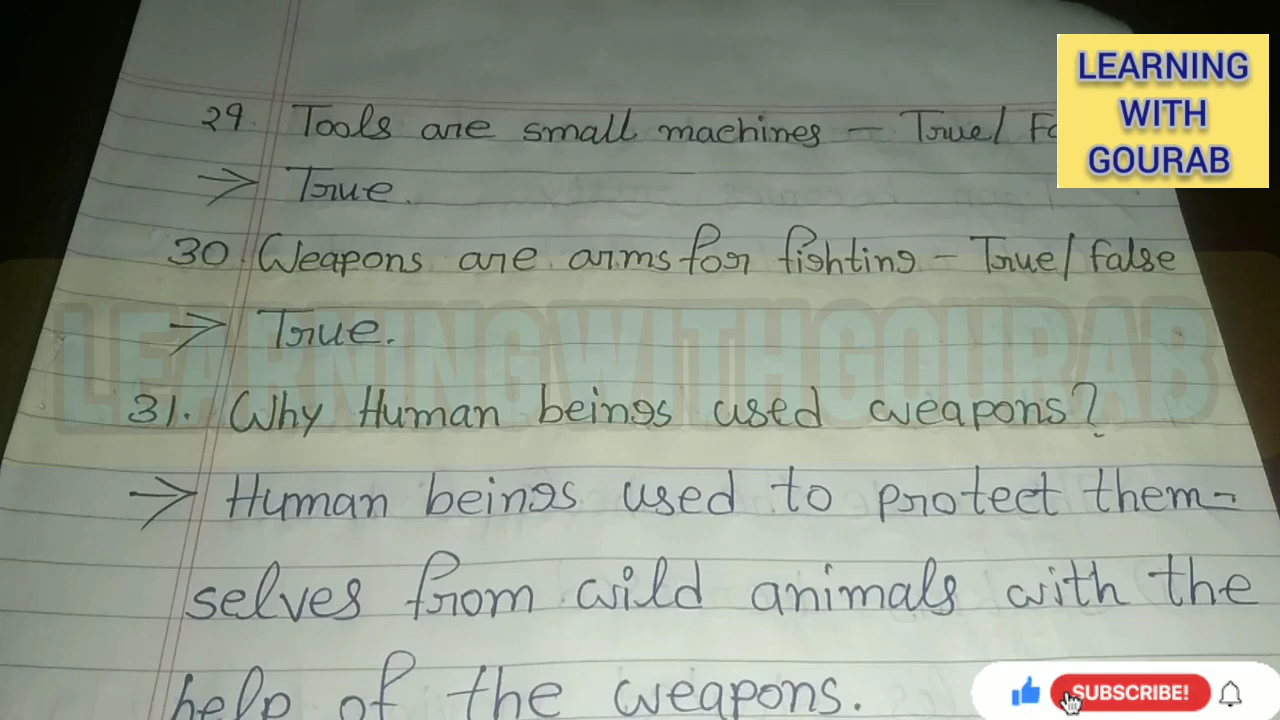 LEARNING
WITH
GOURAB
29. Tools are small machines – True/ Fa
→ True.
30. Weapons are arms for fighting – True/ false
→ True.
LEARNINGWITHGOURAB
31. Why Human beings used weapons?
→ Human beings used to protect them-
selves from wild animals with the
help of the weapons.
SUBSCRIBE!